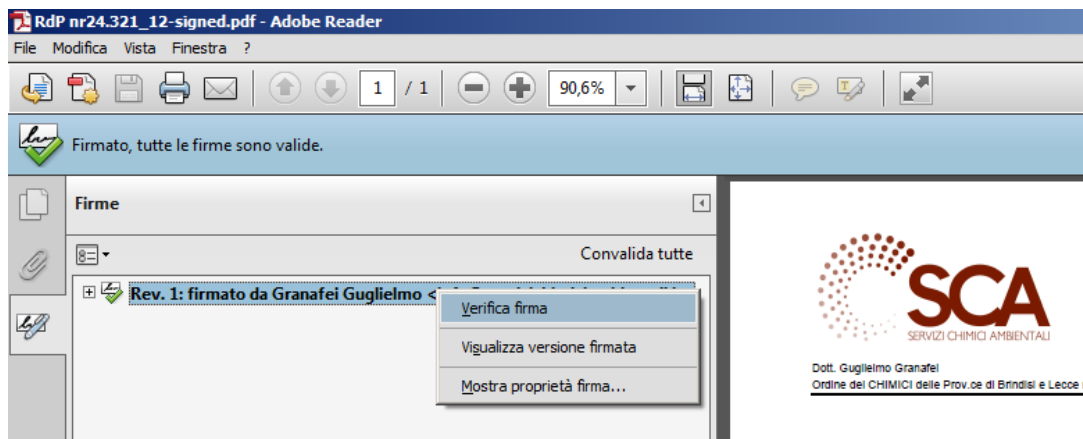 RdP nr24.321_12-signed.pdf - Adobe Reader
File Modifica Vista Finestra ?
1 / 1 90,6%
Firmato, tutte le firme sono valide.
Firme
Convalida tutte
Rev. 1: firmato da Granafei Guglielmo <
Verifica firma
Visualizza versione firmata
Mostra proprietà firma...
SCA
SERVIZI CHIMICI AMBIENTALI
Dott. Guglielmo Granafei
Ordine dei CHIMICI delle Prov.ce di Brindisi e Lecce